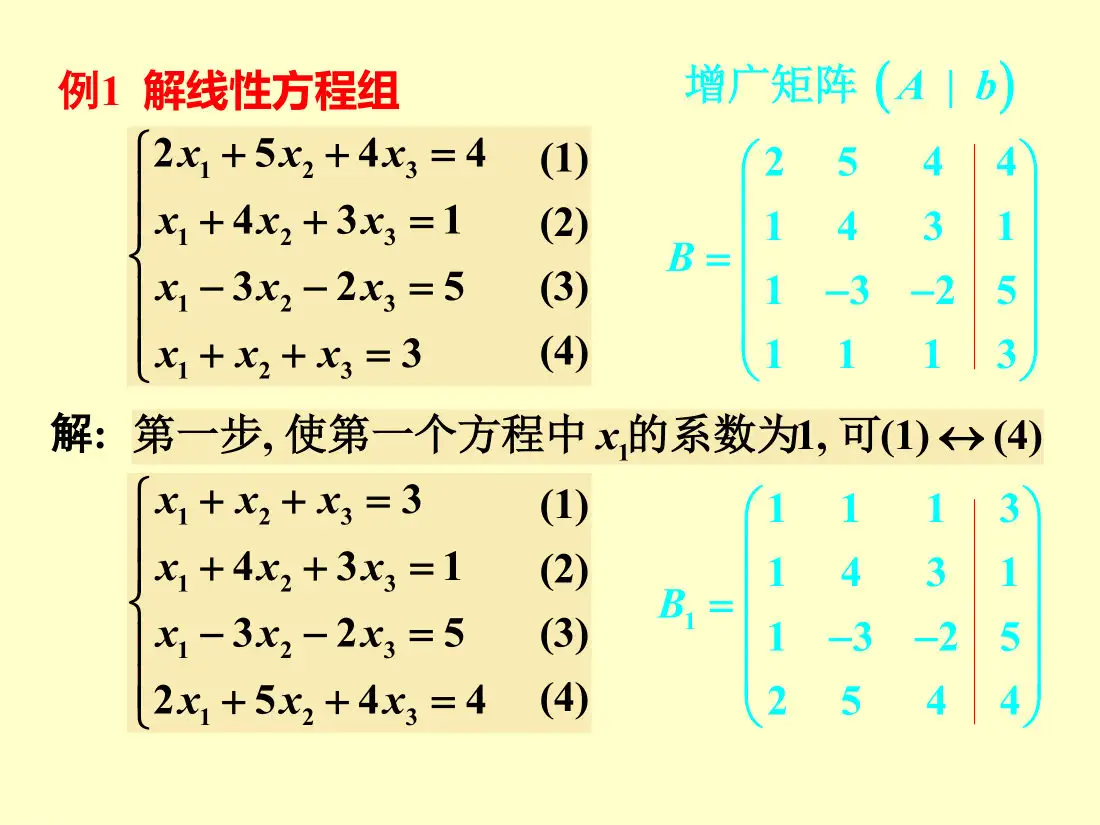 例1 解线性方程组
增广矩阵 (A | b)
2x₁ + 5x₂ + 4x₃ = 4 (1)
x₁ + 4x₂ + 3x₃ = 1 (2)
x₁ − 3x₂ − 2x₃ = 5 (3)
x₁ + x₂ + x₃ = 3 (4)
B =
2 5 4 4
1 4 3 1
1 −3 −2 5
1 1 1 3
解: 第一步, 使第一个方程中 x₁的系数为1, 可(1) ↔ (4)
x₁ + x₂ + x₃ = 3 (1)
x₁ + 4x₂ + 3x₃ = 1 (2)
x₁ − 3x₂ − 2x₃ = 5 (3)
2x₁ + 5x₂ + 4x₃ = 4 (4)
B₁ =
1 1 1 3
1 4 3 1
1 −3 −2 5
2 5 4 4